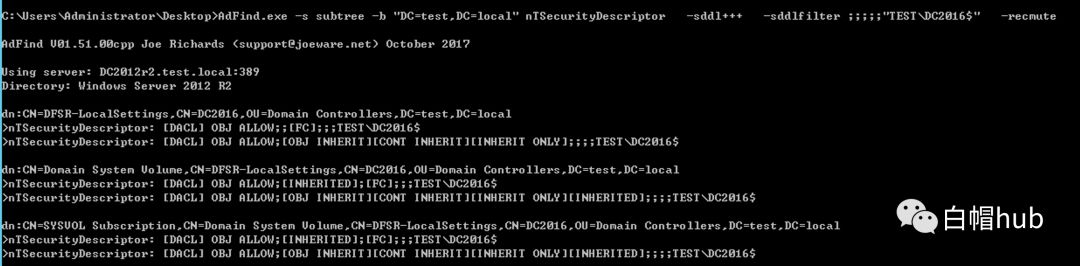 C:\Users\Administrator\Desktop>AdFind.exe -s subtree -b "DC=test,DC=local" nTSecurityDescriptor -sddl+++ -sddlfilter ;;;;;"TEST\DC2016$" -recmute
AdFind V01.51.00cpp Joe Richards (support@joeware.net) October 2017
Using server: DC2012r2.test.local:389
Directory: Windows Server 2012 R2
dn:CN=DFSR-LocalSettings,CN=DC2016,OU=Domain Controllers,DC=test,DC=local
>nTSecurityDescriptor: [DACL] OBJ ALLOW;;[FC];;;TEST\DC2016$
>nTSecurityDescriptor: [DACL] OBJ ALLOW;[OBJ INHERIT][CONT INHERIT][INHERIT ONLY];;;;TEST\DC2016$
dn:CN=Domain System Volume,CN=DFSR-LocalSettings,CN=DC2016,OU=Domain Controllers,DC=test,DC=local
>nTSecurityDescriptor: [DACL] OBJ ALLOW;[INHERITED];[FC];;;TEST\DC2016$
>nTSecurityDescriptor: [DACL] OBJ ALLOW;[OBJ INHERIT][CONT INHERIT][INHERIT ONLY][INHERITED];;;;TEST\DC2016$
dn:CN=SYSVOL Subscription,CN=Domain System Volume,CN=DFSR-LocalSettings,CN=DC2016,OU=Domain Controllers,DC=test,DC=local
>nTSecurityDescriptor: [DACL] OBJ ALLOW;[INHERITED];[FC];;;TEST\DC2016$
>nTSecurityDescriptor: [DACL] OBJ ALLOW;[OBJ INHERIT][CONT INHERIT][INHERIT ONLY][INHERITED];;;;TEST\DC2016$
白帽hub